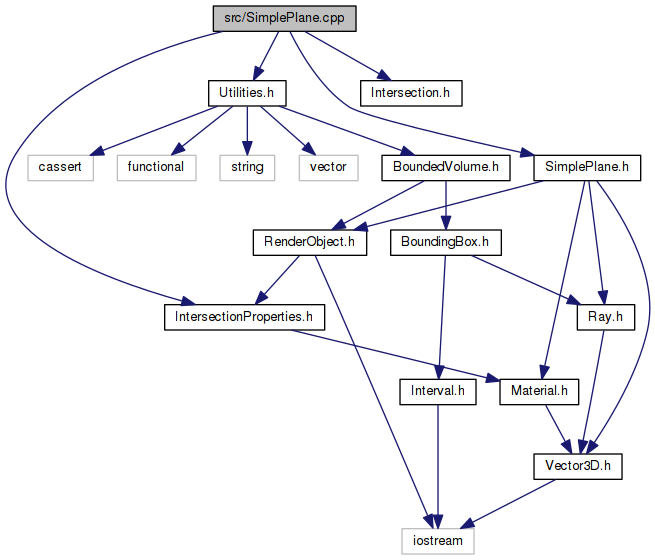 src/SimplePlane.cpp
Utilities.h
Intersection.h
cassert
functional
string
vector
BoundedVolume.h
SimplePlane.h
RenderObject.h
BoundingBox.h
IntersectionProperties.h
Ray.h
Interval.h
Material.h
Vector3D.h
iostream